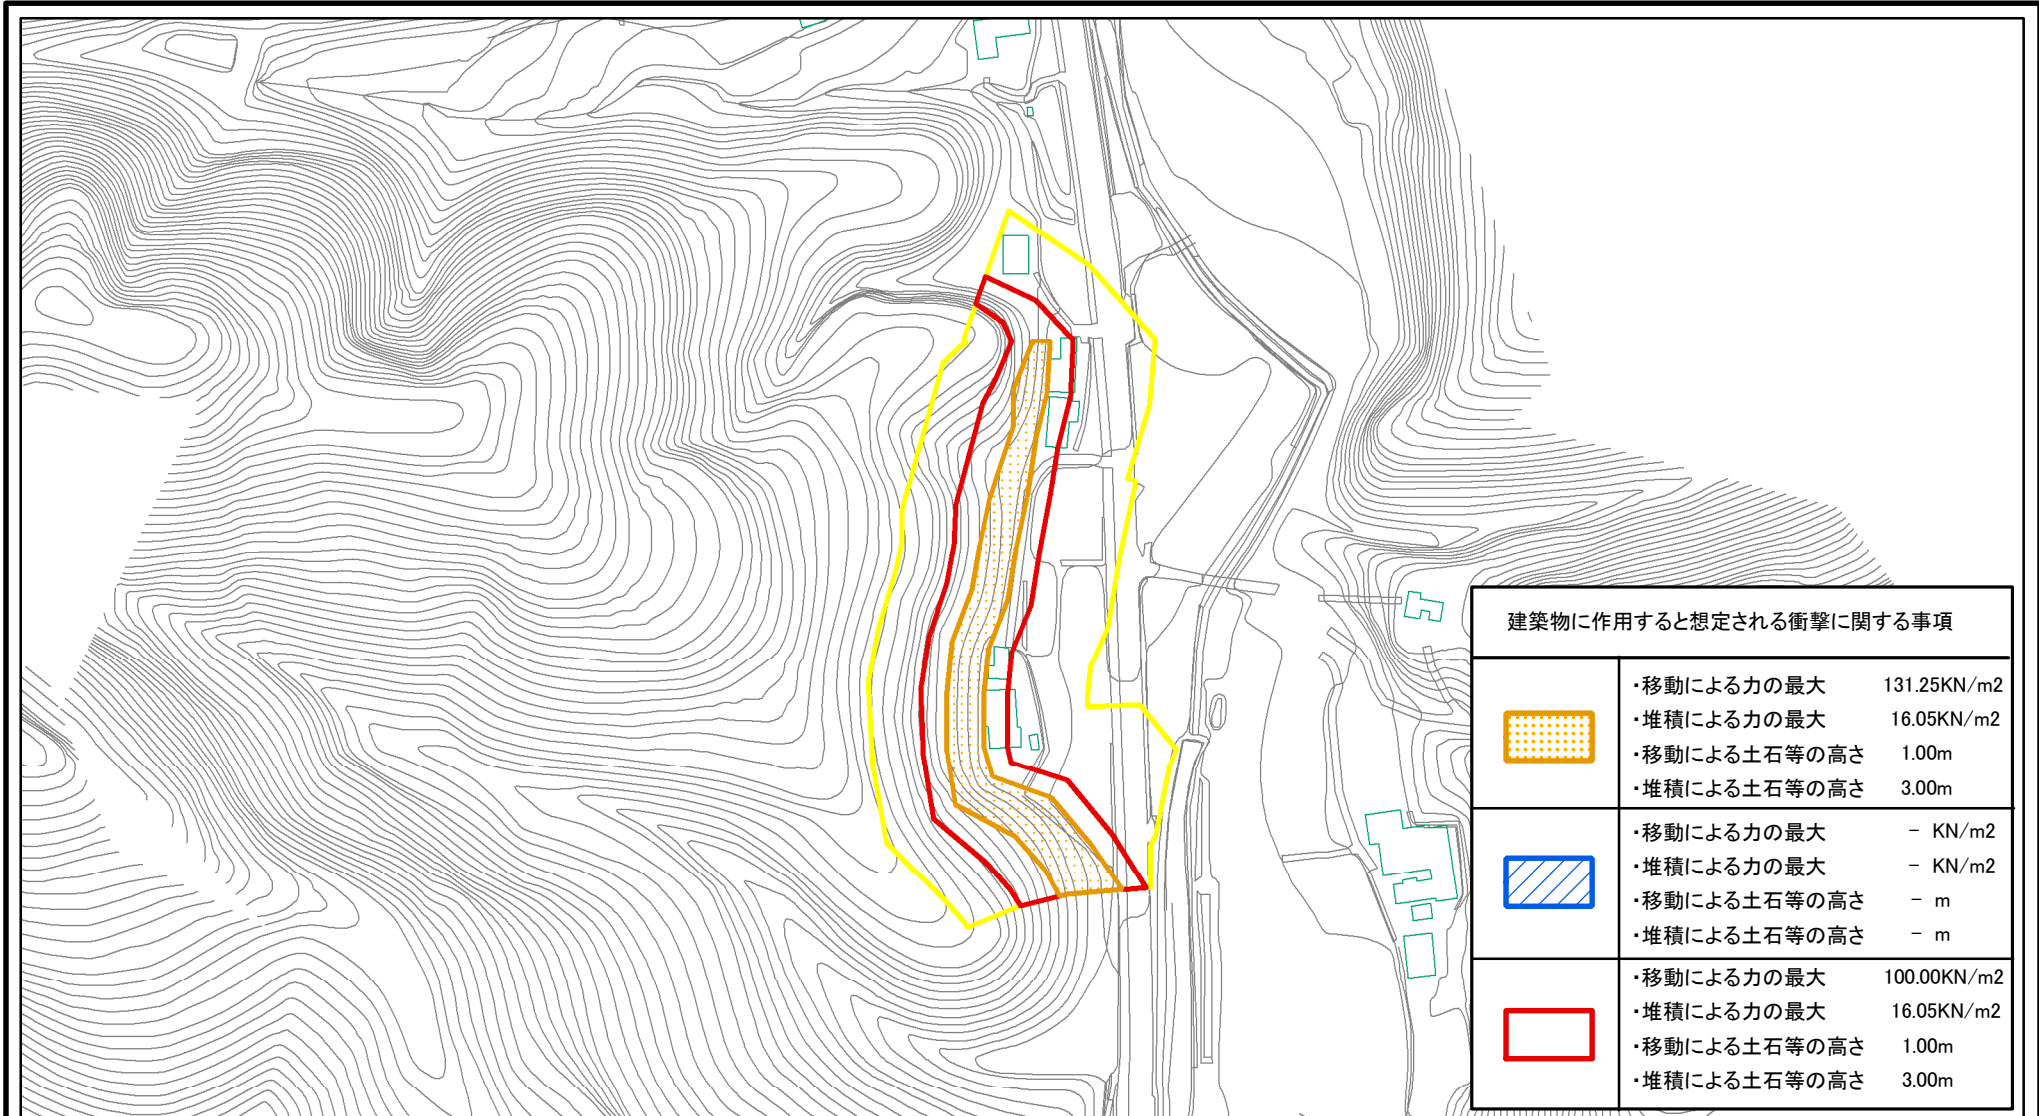 建築物に作用すると想定される衝撃に関する事項
・移動による力の最大 131.25KN/m2
・堆積による力の最大 16.05KN/m2
・移動による土石等の高さ 1.00m
・堆積による土石等の高さ 3.00m
・移動による力の最大 － KN/m2
・堆積による力の最大 － KN/m2
・移動による土石等の高さ － m
・堆積による土石等の高さ － m
・移動による力の最大 100.00KN/m2
・堆積による力の最大 16.05KN/m2
・移動による土石等の高さ 1.00m
・堆積による土石等の高さ 3.00m